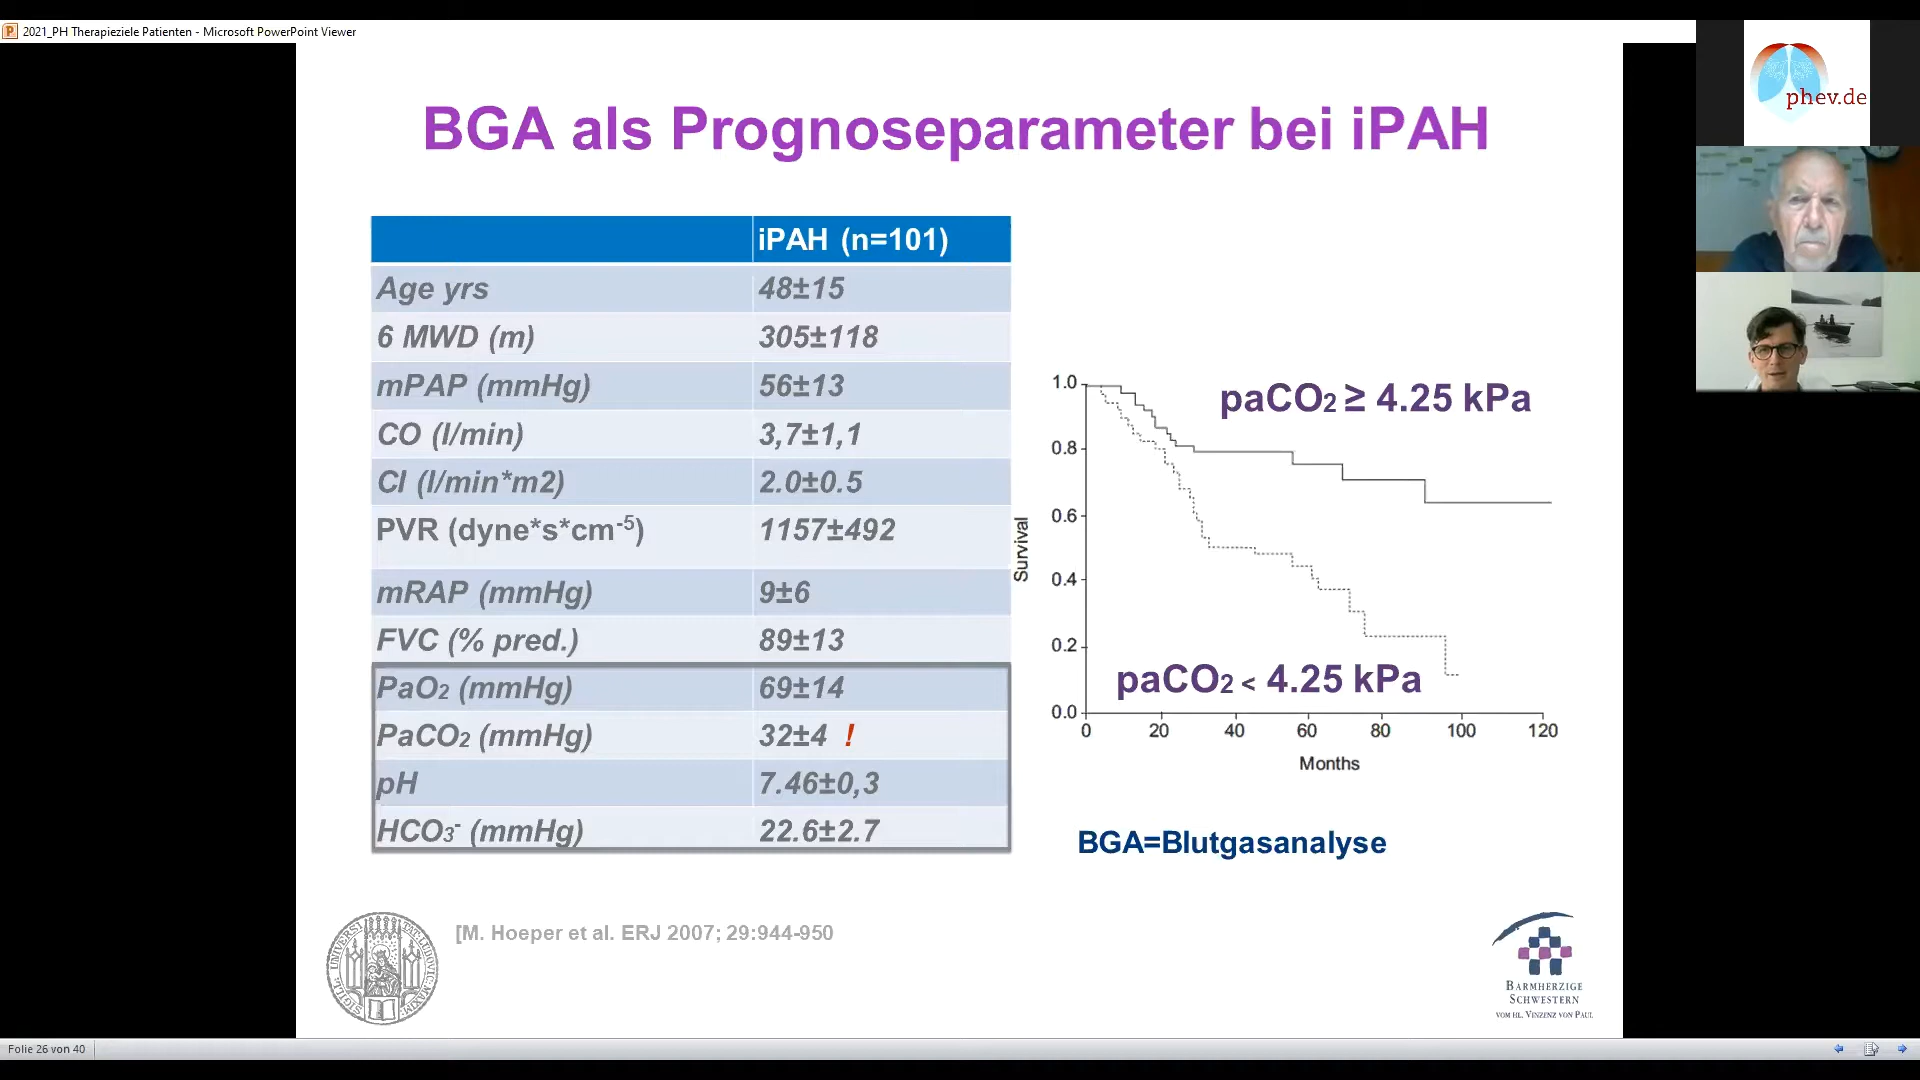 2021_PH Therapieziele Patienten - Microsoft PowerPoint Viewer
phev.de
BGA als Prognoseparameter bei iPAH
iPAH (n=101)
Age yrs 48±15
6 MWD (m) 305±118
mPAP (mmHg) 56±13
CO (l/min) 3,7±1,1
CI (l/min*m2) 2.0±0.5
PVR (dyne*s*cm-5) 1157±492
mRAP (mmHg) 9±6
FVC (% pred.) 89±13
PaO2 (mmHg) 69±14
PaCO2 (mmHg) 32±4 !
pH 7.46±0,3
HCO3- (mmHg) 22.6±2.7
paCO2 ≥ 4.25 kPa
paCO2 < 4.25 kPa
Survival
1.0
0.8
0.6
0.4
0.2
0.0
0 20 40 60 80 100 120
Months
BGA=Blutgasanalyse
[M. Hoeper et al. ERJ 2007; 29:944-950
BARMHERZIGE
SCHWESTERN
VOM HL. VINZENZ VON PAUL
Folie 26 von 40